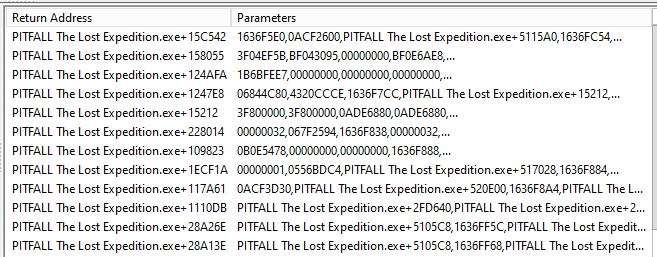 Return Address Parameters
PITFALL The Lost Expedition.exe+15C542 1636F5E0,0ACF2600,PITFALL The Lost Expedition.exe+5115A0,1636FC54,...
PITFALL The Lost Expedition.exe+158055 3F04EF5B,BF043095,00000000,BF0E6AE8,...
PITFALL The Lost Expedition.exe+124AFA 1B6BFEE7,00000000,00000000,00000000,...
PITFALL The Lost Expedition.exe+1247E8 06844C80,4320CCCE,1636F7CC,PITFALL The Lost Expedition.exe+15212,...
PITFALL The Lost Expedition.exe+15212 3F800000,3F800000,0ADE6880,0ADE6880,...
PITFALL The Lost Expedition.exe+228014 00000032,067F2594,1636F838,00000032,...
PITFALL The Lost Expedition.exe+109823 0B0E5478,00000000,00000000,1636F888,...
PITFALL The Lost Expedition.exe+1ECF1A 00000001,0556BDC4,PITFALL The Lost Expedition.exe+517028,1636F884,...
PITFALL The Lost Expedition.exe+117A61 0ACF3D30,PITFALL The Lost Expedition.exe+520E00,1636F8A4,PITFALL The L...
PITFALL The Lost Expedition.exe+1110DB PITFALL The Lost Expedition.exe+2FD640,PITFALL The Lost Expedition.exe+2...
PITFALL The Lost Expedition.exe+28A26E PITFALL The Lost Expedition.exe+5105C8,1636FF5C,PITFALL The Lost Expedit...
PITFALL The Lost Expedition.exe+28A13E PITFALL The Lost Expedition.exe+5105C8,1636FF68,PITFALL The Lost Expedit...